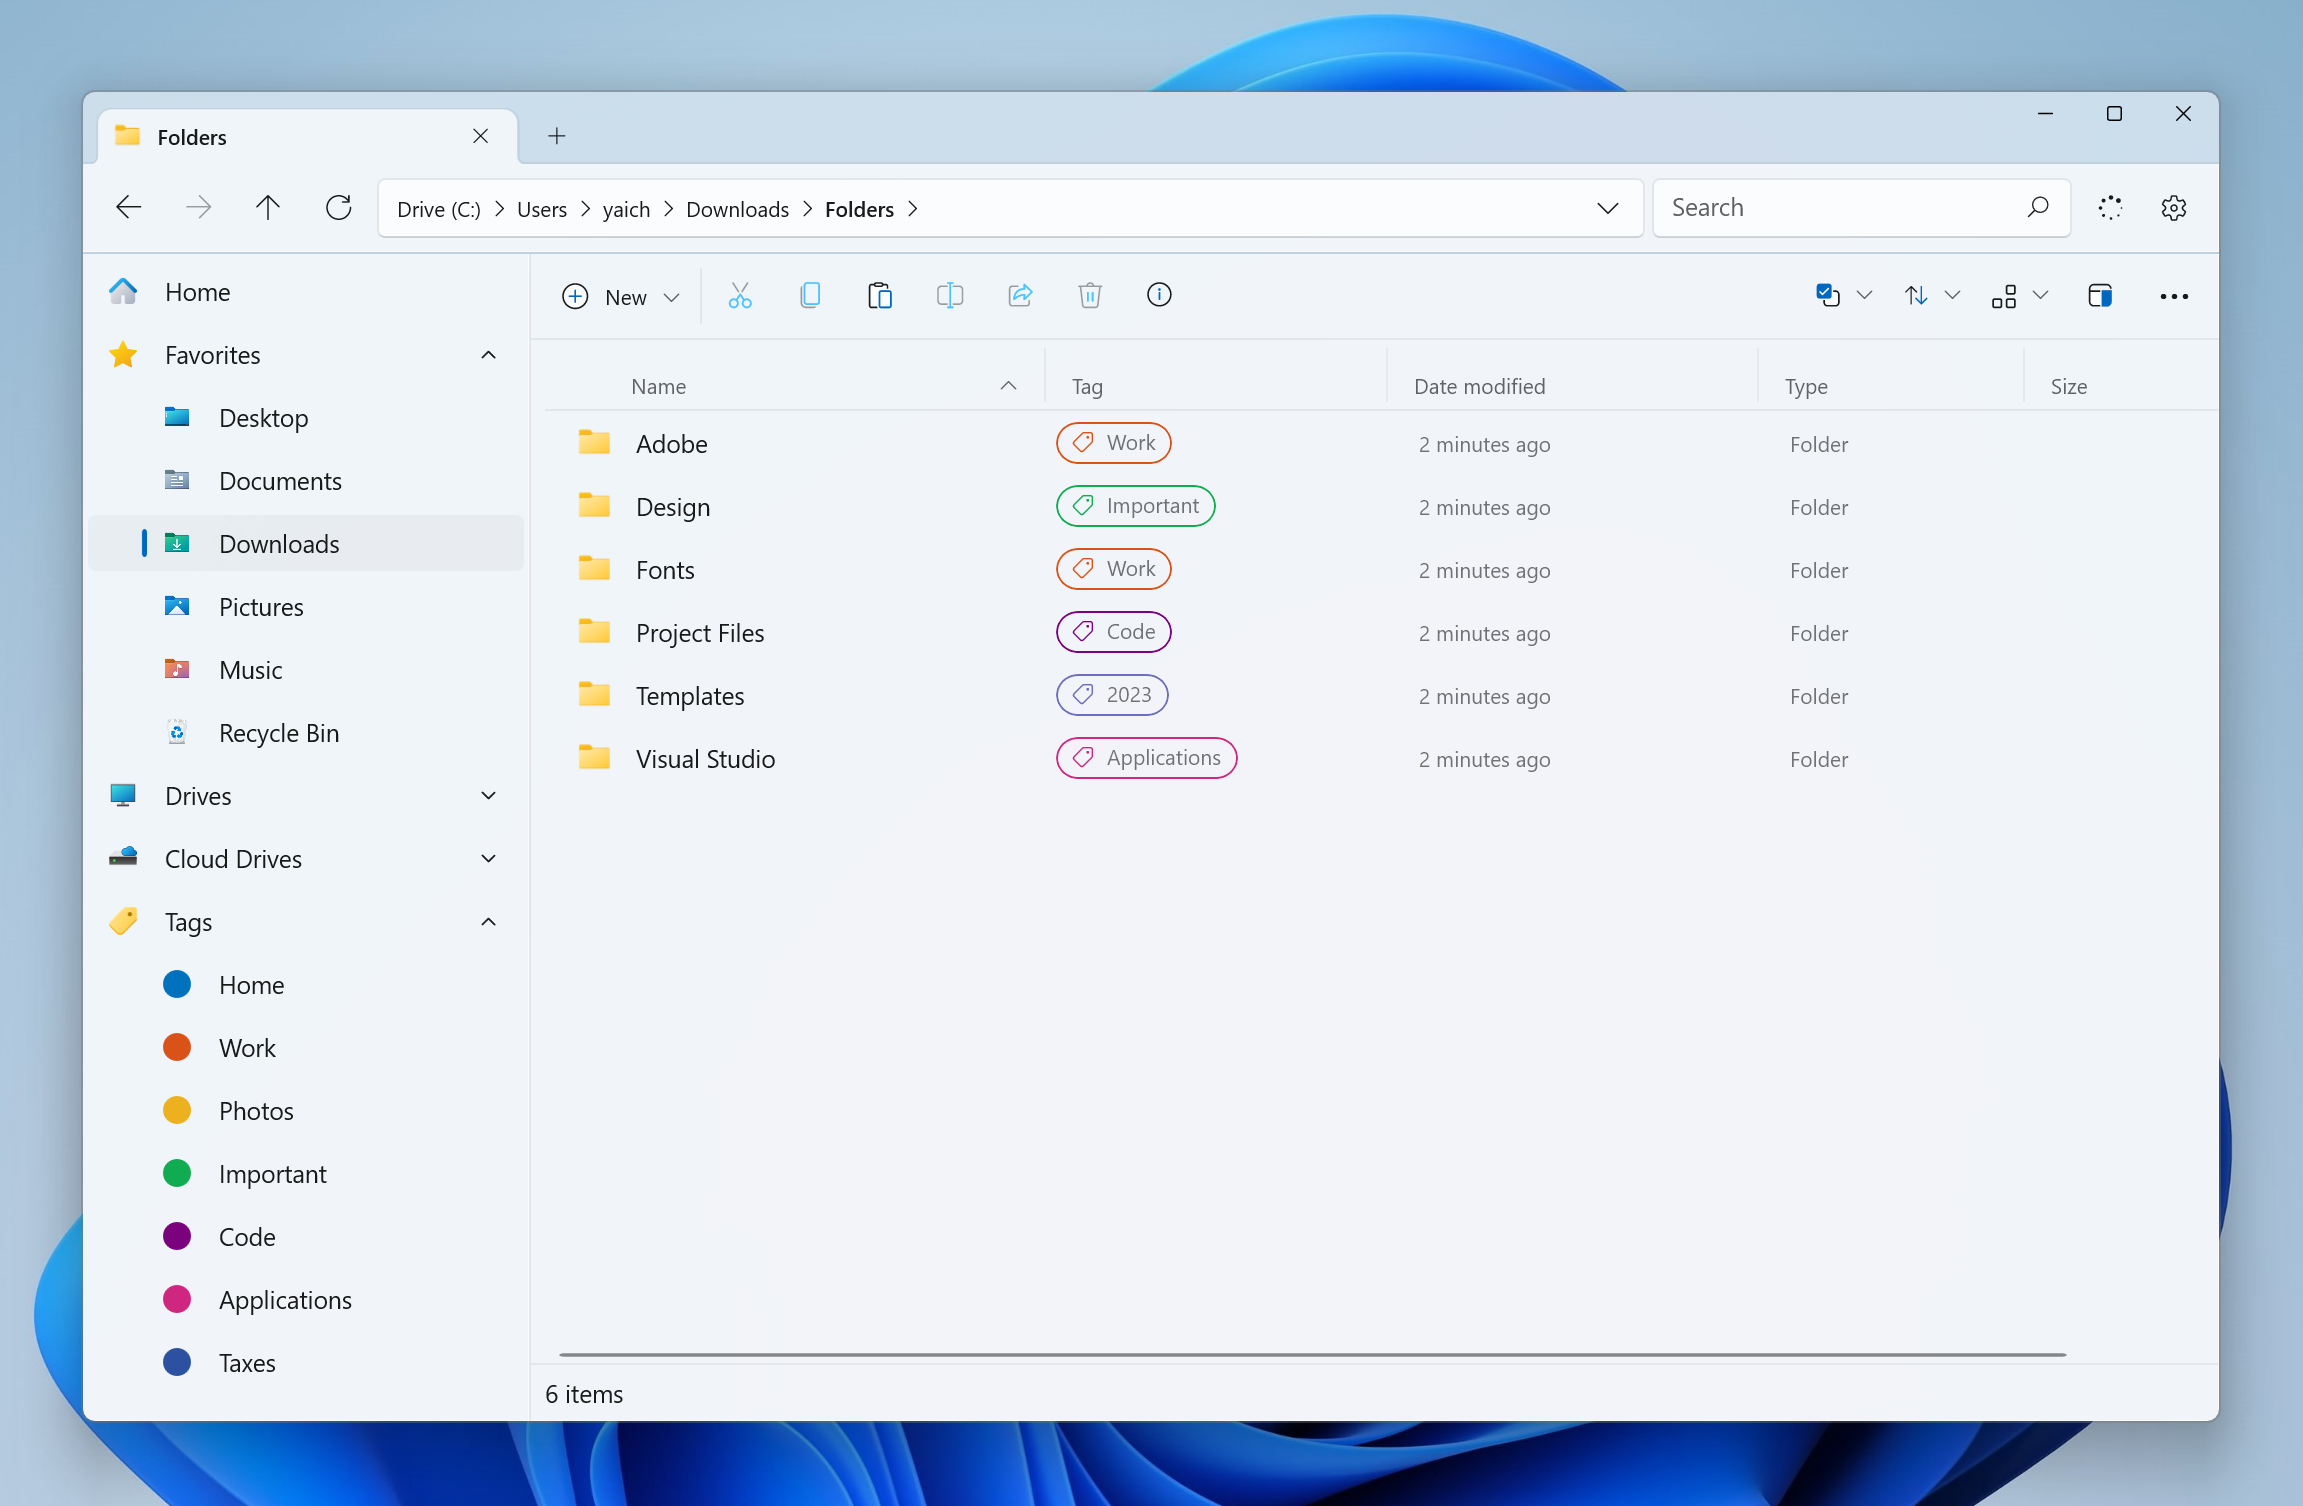 Folders
Drive (C:) Users yaich Downloads Folders
Search
Home
Favorites
Desktop
Documents
Downloads
Pictures
Music
Recycle Bin
Drives
Cloud Drives
Tags
Home
Work
Photos
Important
Code
Applications
Taxes
New
Name Tag Date modified Type Size
Adobe Work 2 minutes ago Folder
Design Important 2 minutes ago Folder
Fonts Work 2 minutes ago Folder
Project Files Code 2 minutes ago Folder
Templates 2023 2 minutes ago Folder
Visual Studio Applications 2 minutes ago Folder
6 items